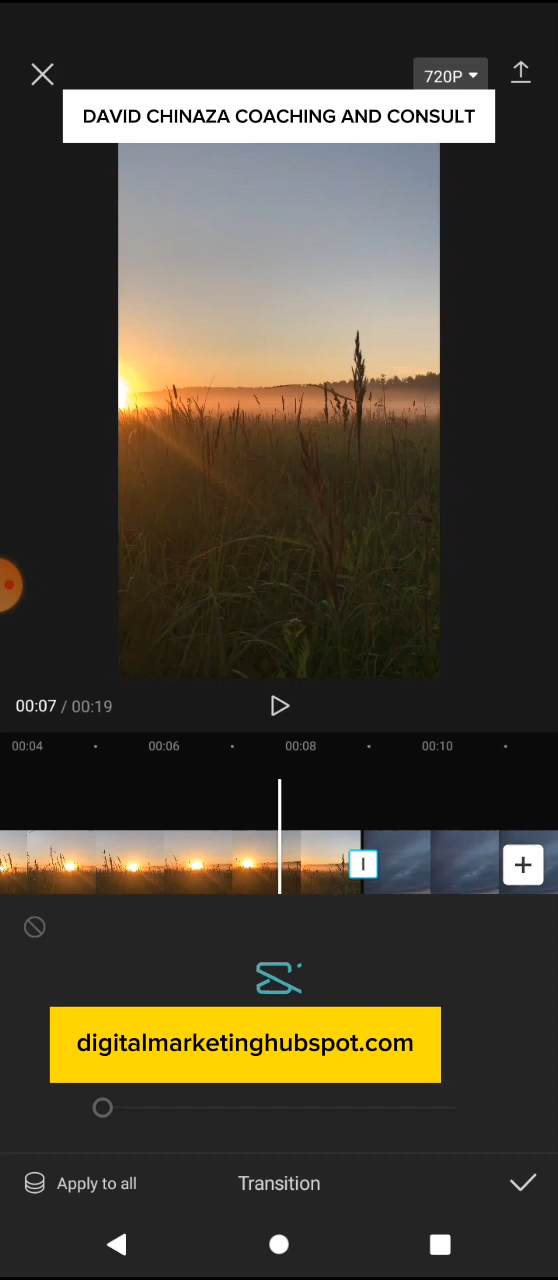 720P
DAVID CHINAZA COACHING AND CONSULT
00:07 / 00:19
00:04
00:06
00:08
00:10
digitalmarketinghubspot.com
Apply to all
Transition